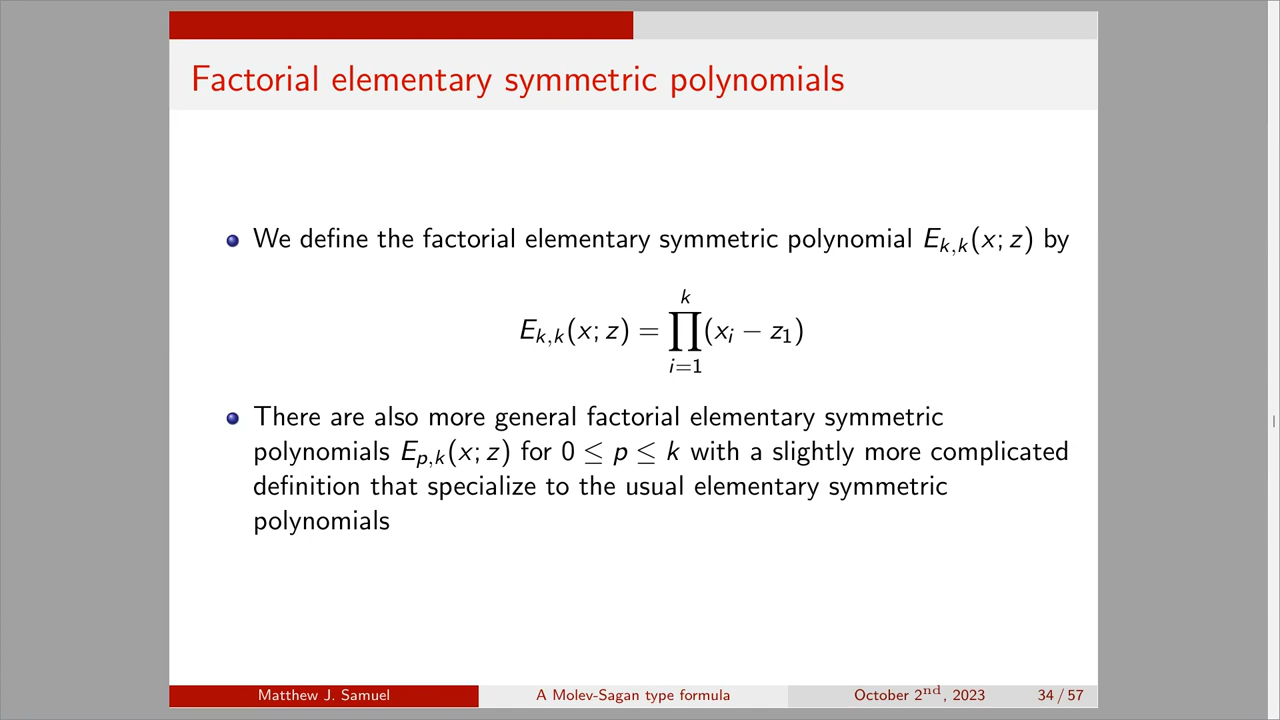 Factorial elementary symmetric polynomials
We define the factorial elementary symmetric polynomial E_{k,k}(x; z) by
E_{k,k}(x; z) = \prod_{i=1}^{k} (x_i − z_1)
There are also more general factorial elementary symmetric
polynomials E_{p,k}(x; z) for 0 ≤ p ≤ k with a slightly more complicated
definition that specialize to the usual elementary symmetric
polynomials
Matthew J. Samuel A Molev-Sagan type formula October 2nd, 2023 34 / 57